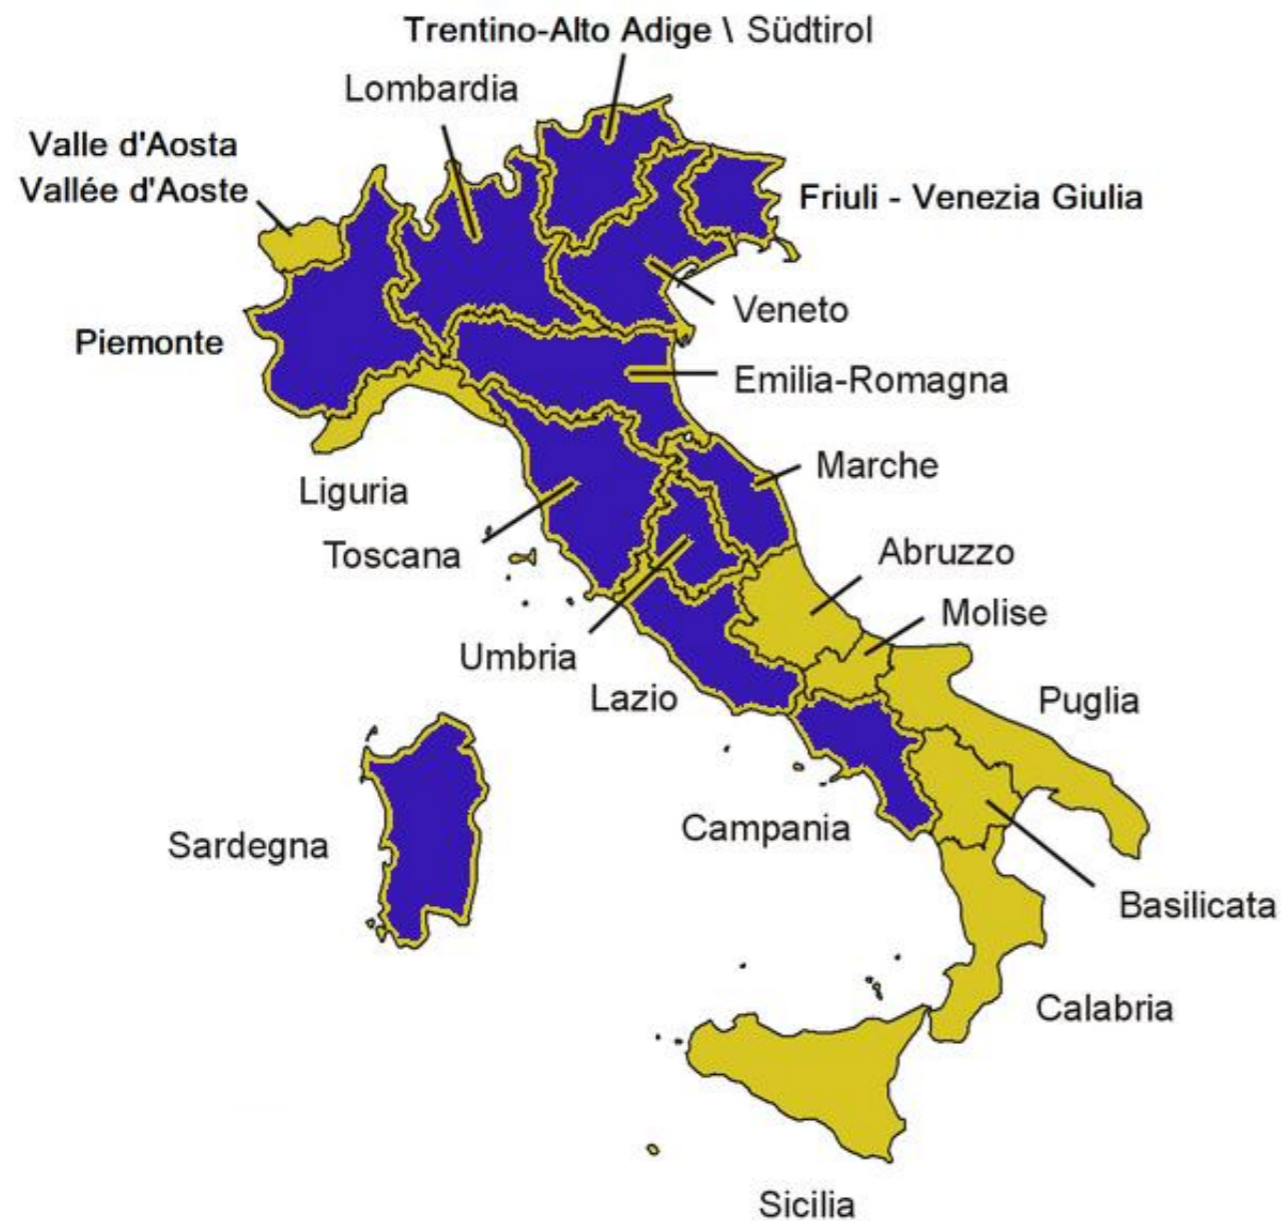 Trentino-Alto Adige \ Südtirol
Lombardia
Valle d'Aosta
Vallée d'Aoste
Friuli - Venezia Giulia
Veneto
Piemonte
Emilia-Romagna
Marche
Liguria
Toscana
Abruzzo
Molise
Umbria
Lazio
Puglia
Campania
Sardegna
Basilicata
Calabria
Sicilia